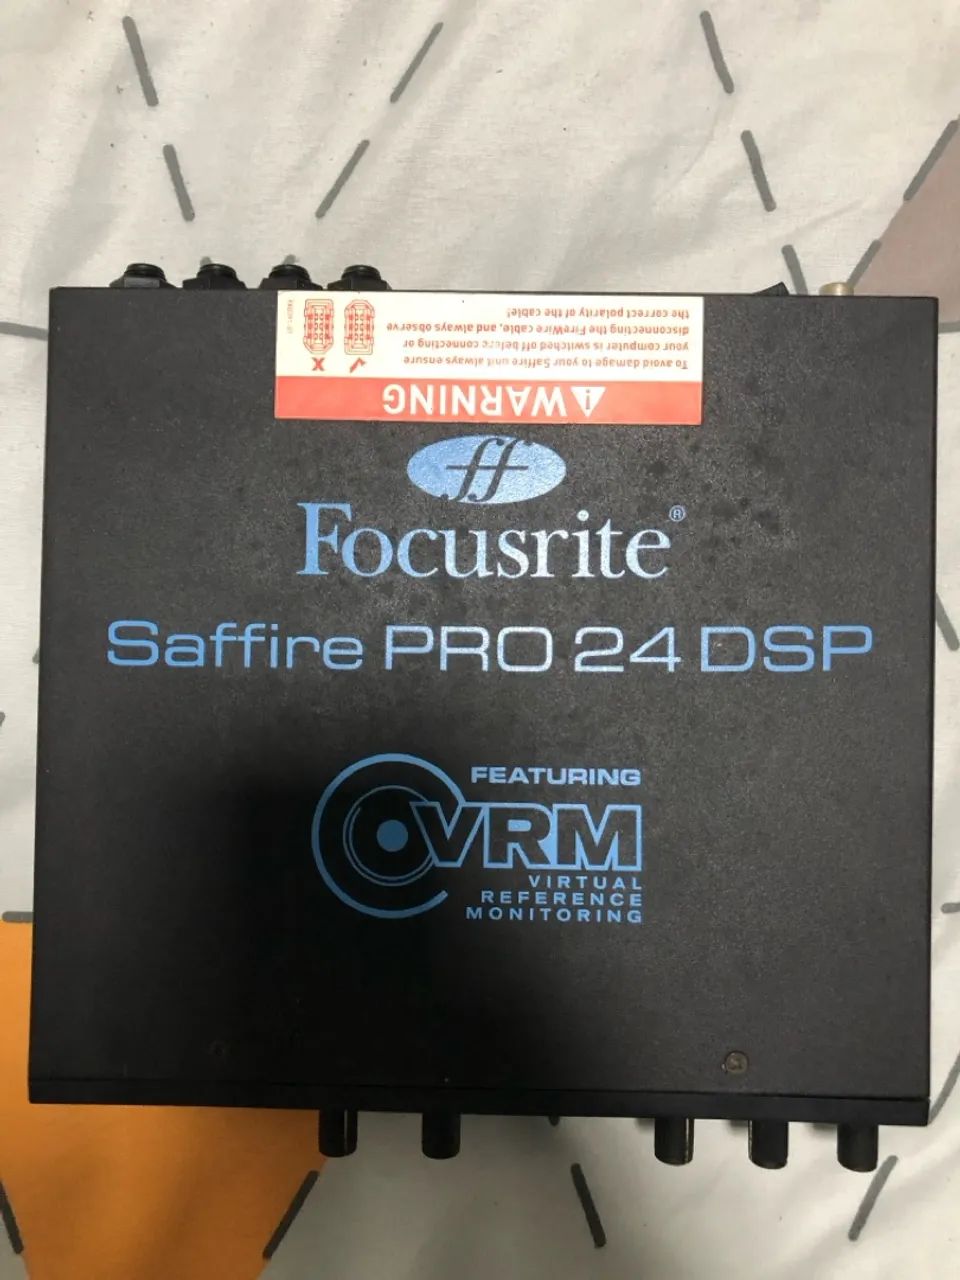 ⚠WARNING
To avoid damage to your Saffire unit always ensure
your computer is switched off before connecting or
disconnecting the FireWire cable, and always observe
the correct polarity of the cable!
ff
Focusrite®
Saffire PRO 24 DSP
FEATURING
VRM
VIRTUAL
REFERENCE
MONITORING